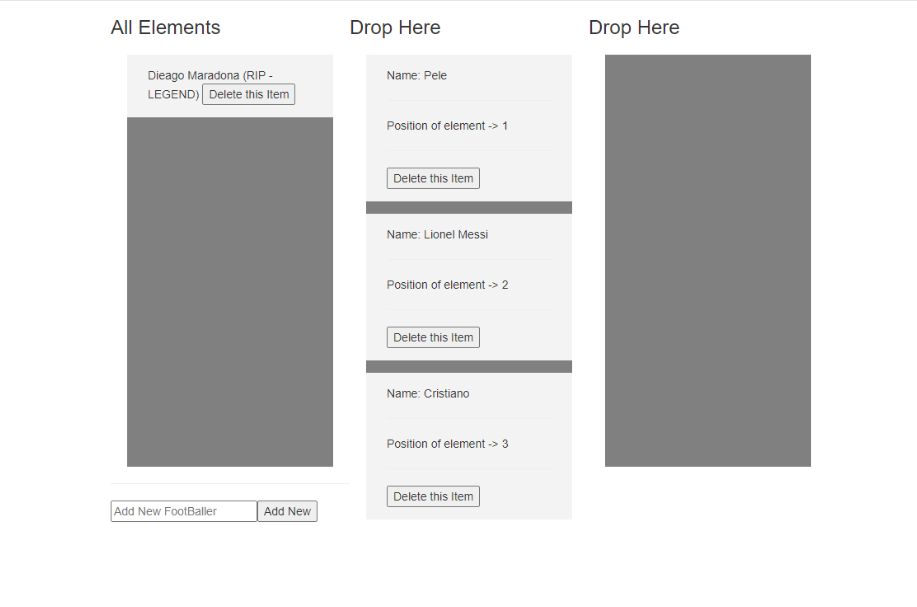 All Elements
Dieago Maradona (RIP -
LEGEND) Delete this Item
Add New FootBaller Add New
Drop Here
Name: Pele
Position of element -> 1
Delete this Item
Name: Lionel Messi
Position of element -> 2
Delete this Item
Name: Cristiano
Position of element -> 3
Delete this Item
Drop Here